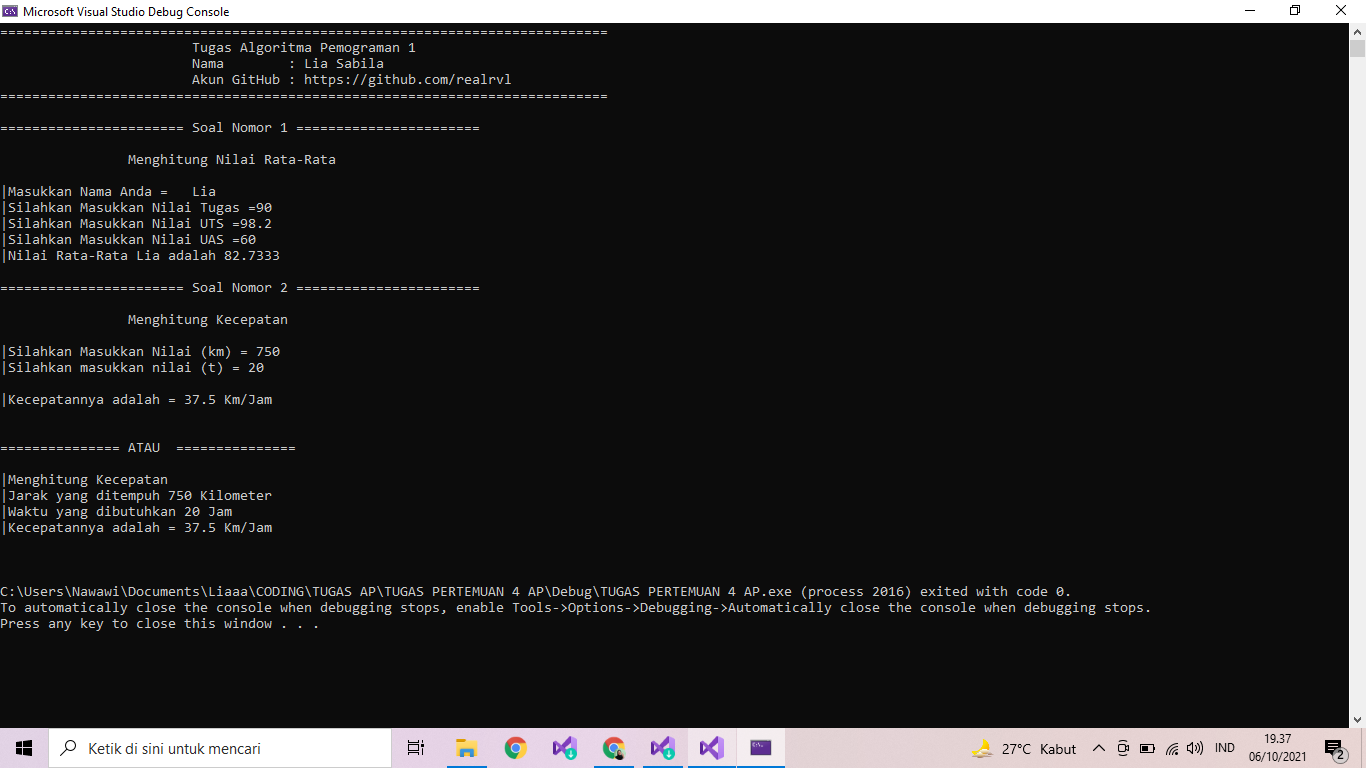 Microsoft Visual Studio Debug Console
============================================================================
Tugas Algoritma Pemograman 1
Nama        : Lia Sabila
Akun GitHub : https://github.com/realrvl
============================================================================
======================= Soal Nomor 1 =======================
Menghitung Nilai Rata-Rata
|Masukkan Nama Anda =   Lia
|Silahkan Masukkan Nilai Tugas =90
|Silahkan Masukkan Nilai UTS =98.2
|Silahkan Masukkan Nilai UAS =60
|Nilai Rata-Rata Lia adalah 82.7333
======================= Soal Nomor 2 =======================
Menghitung Kecepatan
|Silahkan Masukkan Nilai (km) = 750
|Silahkan masukkan nilai (t) = 20
|Kecepatannya adalah = 37.5 Km/Jam
=============== ATAU  ===============
|Menghitung Kecepatan
|Jarak yang ditempuh 750 Kilometer
|Waktu yang dibutuhkan 20 Jam
|Kecepatannya adalah = 37.5 Km/Jam
C:\Users\Nawawi\Documents\Liaaa\CODING\TUGAS AP\TUGAS PERTEMUAN 4 AP\Debug\TUGAS PERTEMUAN 4 AP.exe (process 2016) exited with code 0.
To automatically close the console when debugging stops, enable Tools->Options->Debugging->Automatically close the console when debugging stops.
Press any key to close this window . . .
Ketik di sini untuk mencari
27°C Kabut
IND
19.37
06/10/2021
2